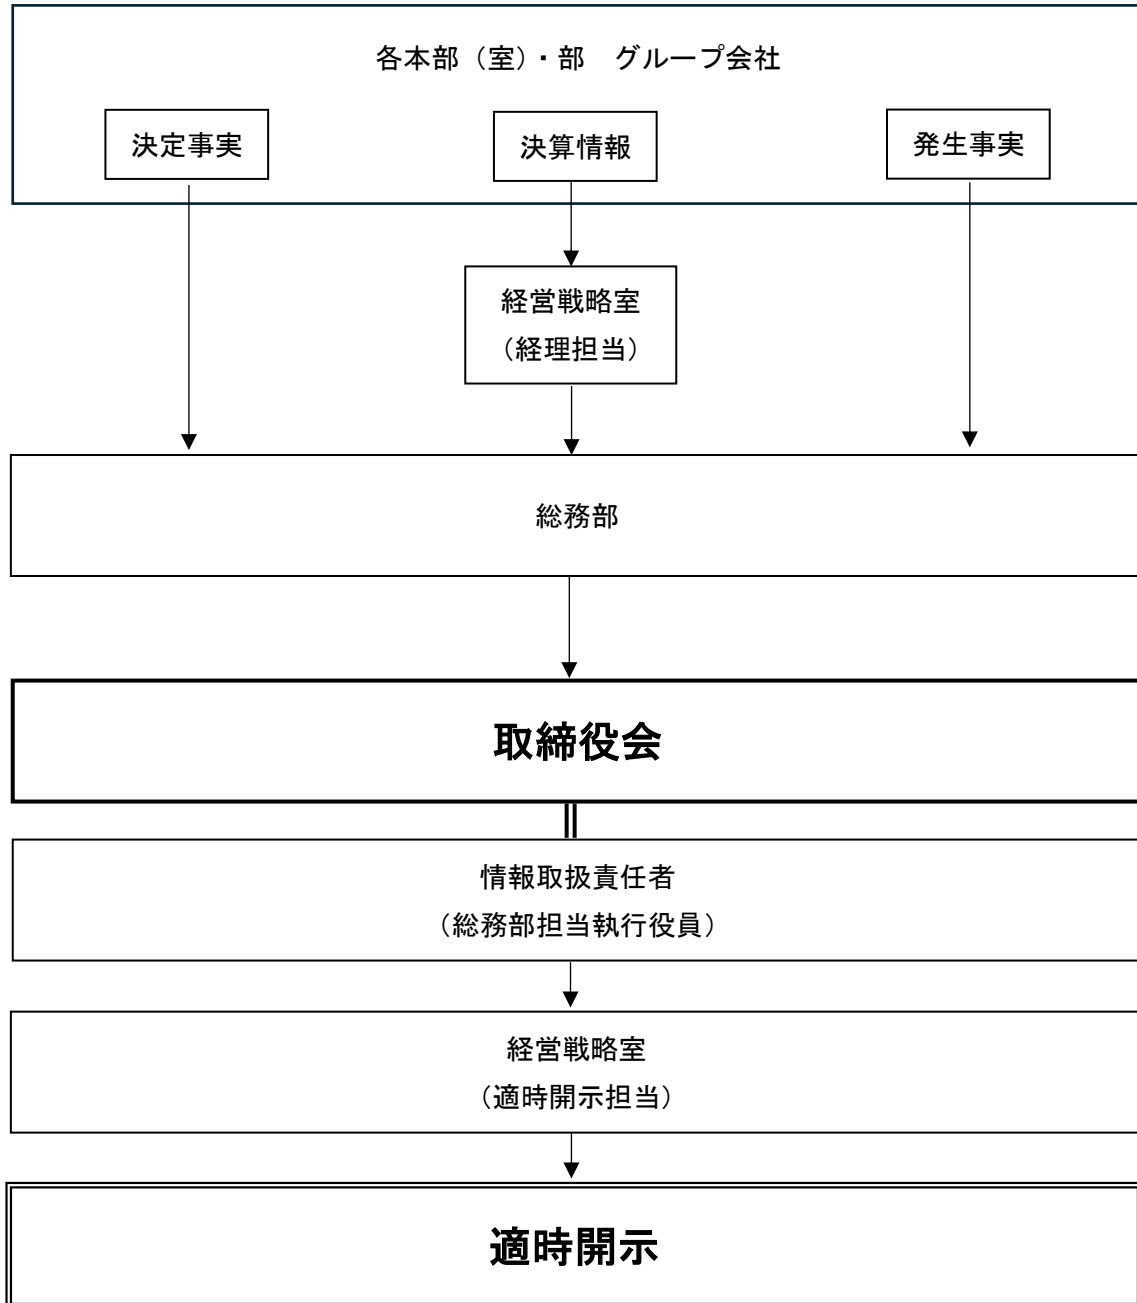 各本部（室）・部　グループ会社
決定事実
決算情報
発生事実
経営戦略室
（経理担当）
総務部
取締役会
情報取扱責任者
（総務部担当執行役員）
経営戦略室
（適時開示担当）
適時開示